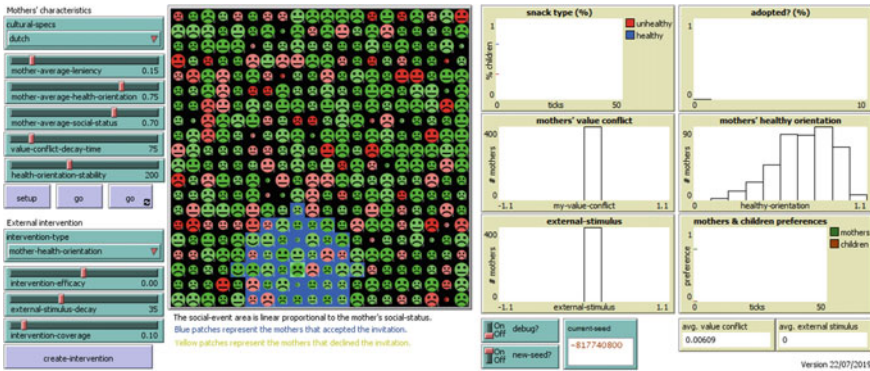 Mothers' characteristics
cultural-specs
dutch
mother-average-leniency 0.15
mother-average-health-orientation 0.75
mother-average-social-status 0.70
value-conflict-decay-time 75
health-orientation-stability 200
setup go go
External intervention
intervention-type
mother-health-orientation
intervention-efficacy 0.00
external-stimulus-decay 35
intervention-coverage 0.10
create-intervention
The social-event area is linear proportional to the mother's social-status.
Blue patches represent the mothers that accepted the invitation.
Yellow patches represent the mothers that declined the invitation.
snack type (%)
1
% children
0
0 ticks 50
unhealthy
healthy
adopted? (%)
1
0
0 10
mothers' value conflict
400
# mothers
0
-1.1 my-value-conflict 1.1
mothers' healthy orientation
90
# mothers
0
-1.1 healthy-orientation 1.1
external-stimulus
400
# mothers
0
-1.1 external-stimulus 1.1
mothers & children preferences
1
preference
0
0 ticks 50
mothers
children
On
Off
debug?
On
Off
new-seed?
current-seed
-817740800
avg. value conflict
0.00609
avg. external stimulus
0
Version 22/07/2019